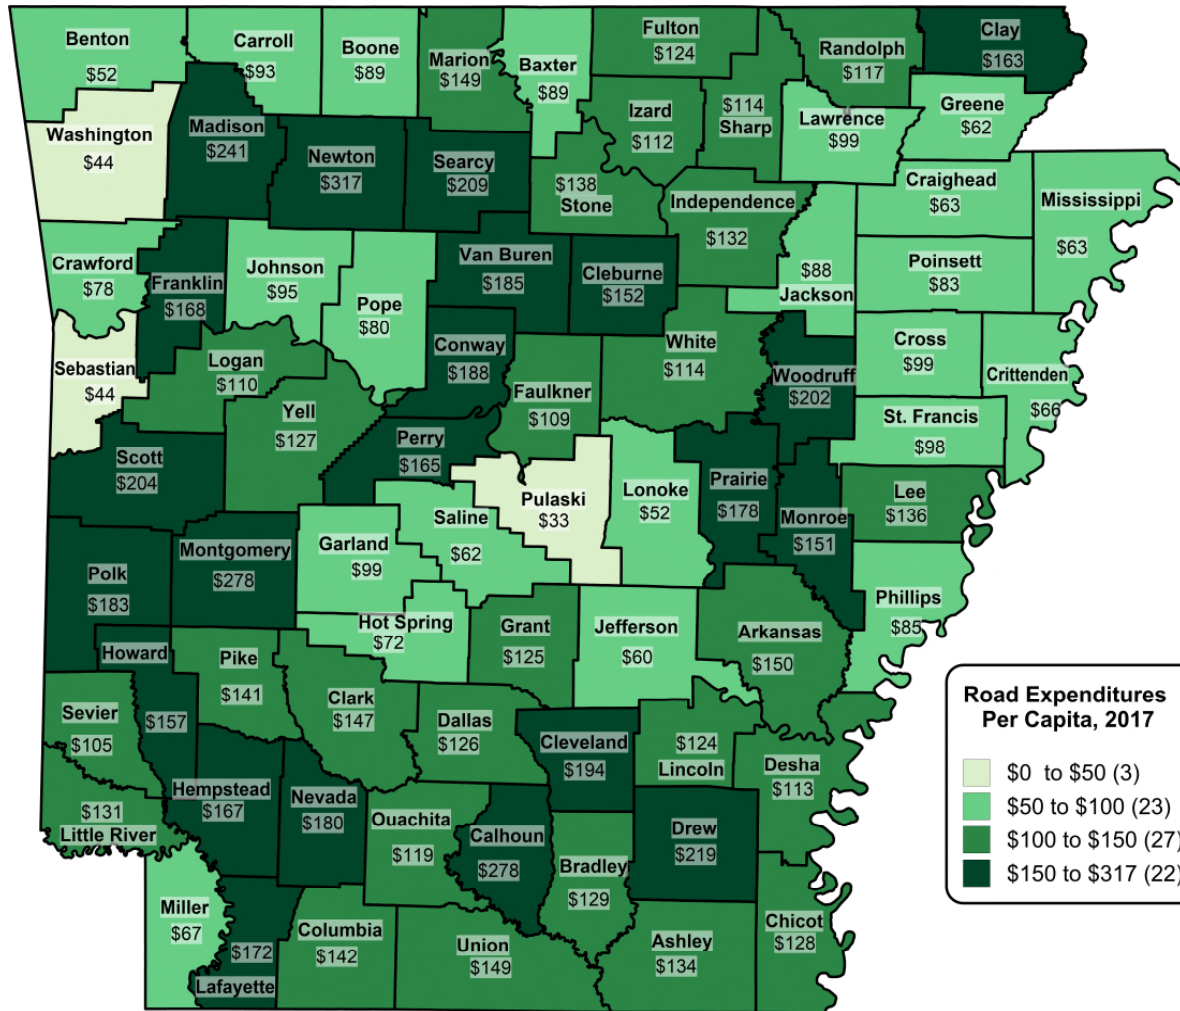 Benton
$52
Carroll
$93
Boone
$89
Marion
$149
Baxter
$89
Fulton
$124
Randolph
$117
Clay
$163
Washington
$44
Madison
$241
Newton
$317
Searcy
$209
$138
Stone
Izard
$112
$114
Sharp
Lawrence
$99
Greene
$62
Craighead
$63
Mississippi
$63
Independence
$132
Crawford
$78
Franklin
$168
Johnson
$95
Pope
$80
Van Buren
$185
Cleburne
$152
$88
Jackson
Poinsett
$83
Sebastian
$44
Logan
$110
Conway
$188
White
$114
Woodruff
$202
Cross
$99
Crittenden
$66
Yell
$127
Faulkner
$109
St. Francis
$98
Scott
$204
Perry
$165
Pulaski
$33
Lonoke
$52
Prairie
$178
Monroe
$151
Lee
$136
Polk
$183
Montgomery
$278
Garland
$99
Saline
$62
Hot Spring
$72
Grant
$125
Jefferson
$60
Arkansas
$150
Phillips
$85
Howard
$157
Pike
$141
Clark
$147
Sevier
$105
Dallas
$126
Cleveland
$194
$124
Lincoln
Desha
$113
$131
Little River
Hempstead
$167
Nevada
$180
Ouachita
$119
Calhoun
$278
Bradley
$129
Drew
$219
Chicot
$128
Miller
$67
$172
Lafayette
Columbia
$142
Union
$149
Ashley
$134
Road Expenditures
Per Capita, 2017
$0 to $50 (3)
$50 to $100 (23)
$100 to $150 (27)
$150 to $317 (22)